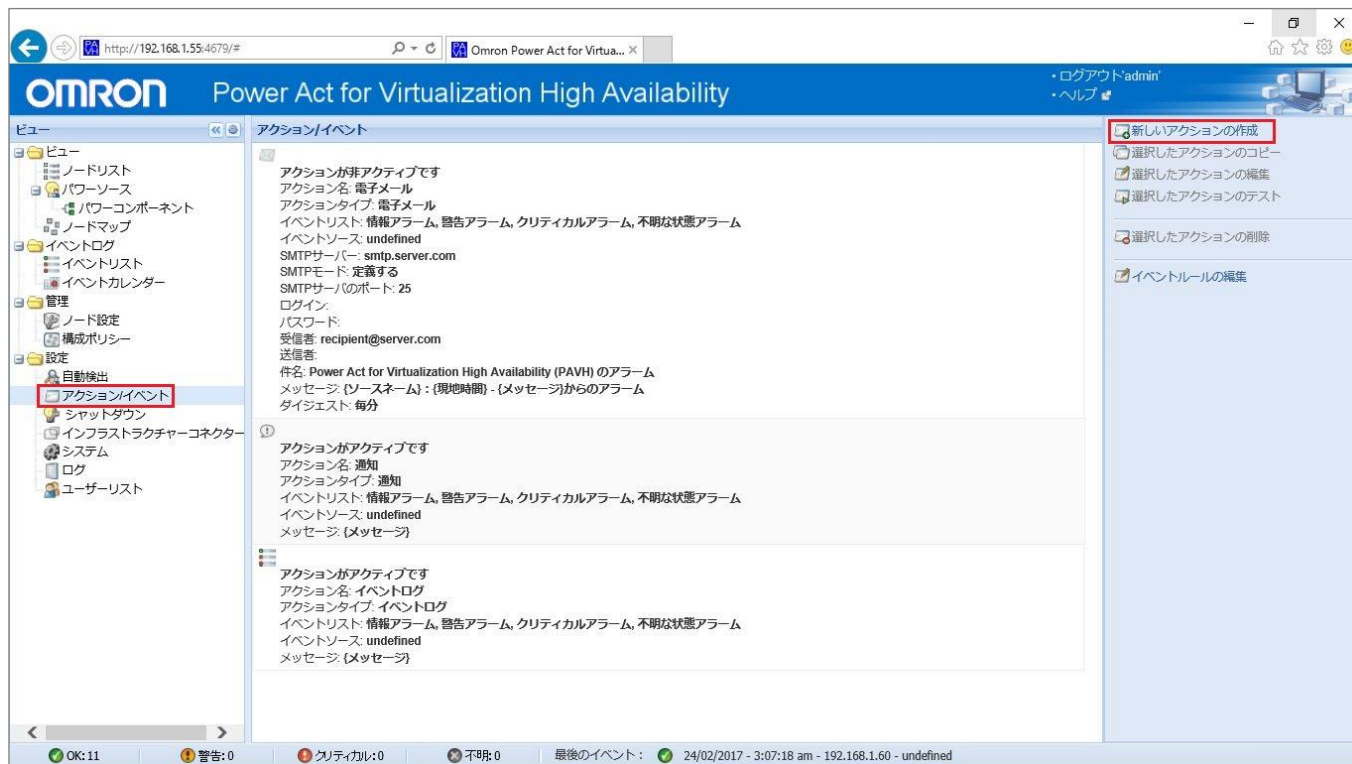 http://192.168.1.55:4679/#
Omron Power Act for Virtua...
OMRON
Power Act for Virtualization High Availability
・ログアウト'admin'
・ヘルプ
ビュー
ビュー
ノードリスト
パワーソース
パワーコンポーネント
ノードマップ
イベントログ
イベントリスト
イベントカレンダー
管理
ノード設定
構成ポリシー
設定
自動検出
アクション/イベント
シャットダウン
インフラストラクチャーコネクター
システム
ログ
ユーザーリスト
アクション/イベント
アクションが非アクティブです
アクション名: 電子メール
アクションタイプ: 電子メール
イベントリスト: 情報アラーム, 警告アラーム, クリティカルアラーム, 不明な状態アラーム
イベントソース: undefined
SMTPサーバー: smtp.server.com
SMTPモード: 定義する
SMTPサーバのポート: 25
ログイン:
パスワード:
受信者: recipient@server.com
送信者:
件名: Power Act for Virtualization High Availability (PAVH) のアラーム
メッセージ: {ソースネーム} : {現地時間} - {メッセージ}からのアラーム
ダイジェスト: 毎分
アクションがアクティブです
アクション名: 通知
アクションタイプ: 通知
イベントリスト: 情報アラーム, 警告アラーム, クリティカルアラーム, 不明な状態アラーム
イベントソース: undefined
メッセージ: {メッセージ}
アクションがアクティブです
アクション名: イベントログ
アクションタイプ: イベントログ
イベントリスト: 情報アラーム, 警告アラーム, クリティカルアラーム, 不明な状態アラーム
イベントソース: undefined
メッセージ: {メッセージ}
新しいアクションの作成
選択したアクションのコピー
選択したアクションの編集
選択したアクションのテスト
選択したアクションの削除
イベントルールの編集
OK: 11
警告: 0
クリティカル: 0
不明: 0
最後のイベント : 24/02/2017 - 3:07:18 am - 192.168.1.60 - undefined